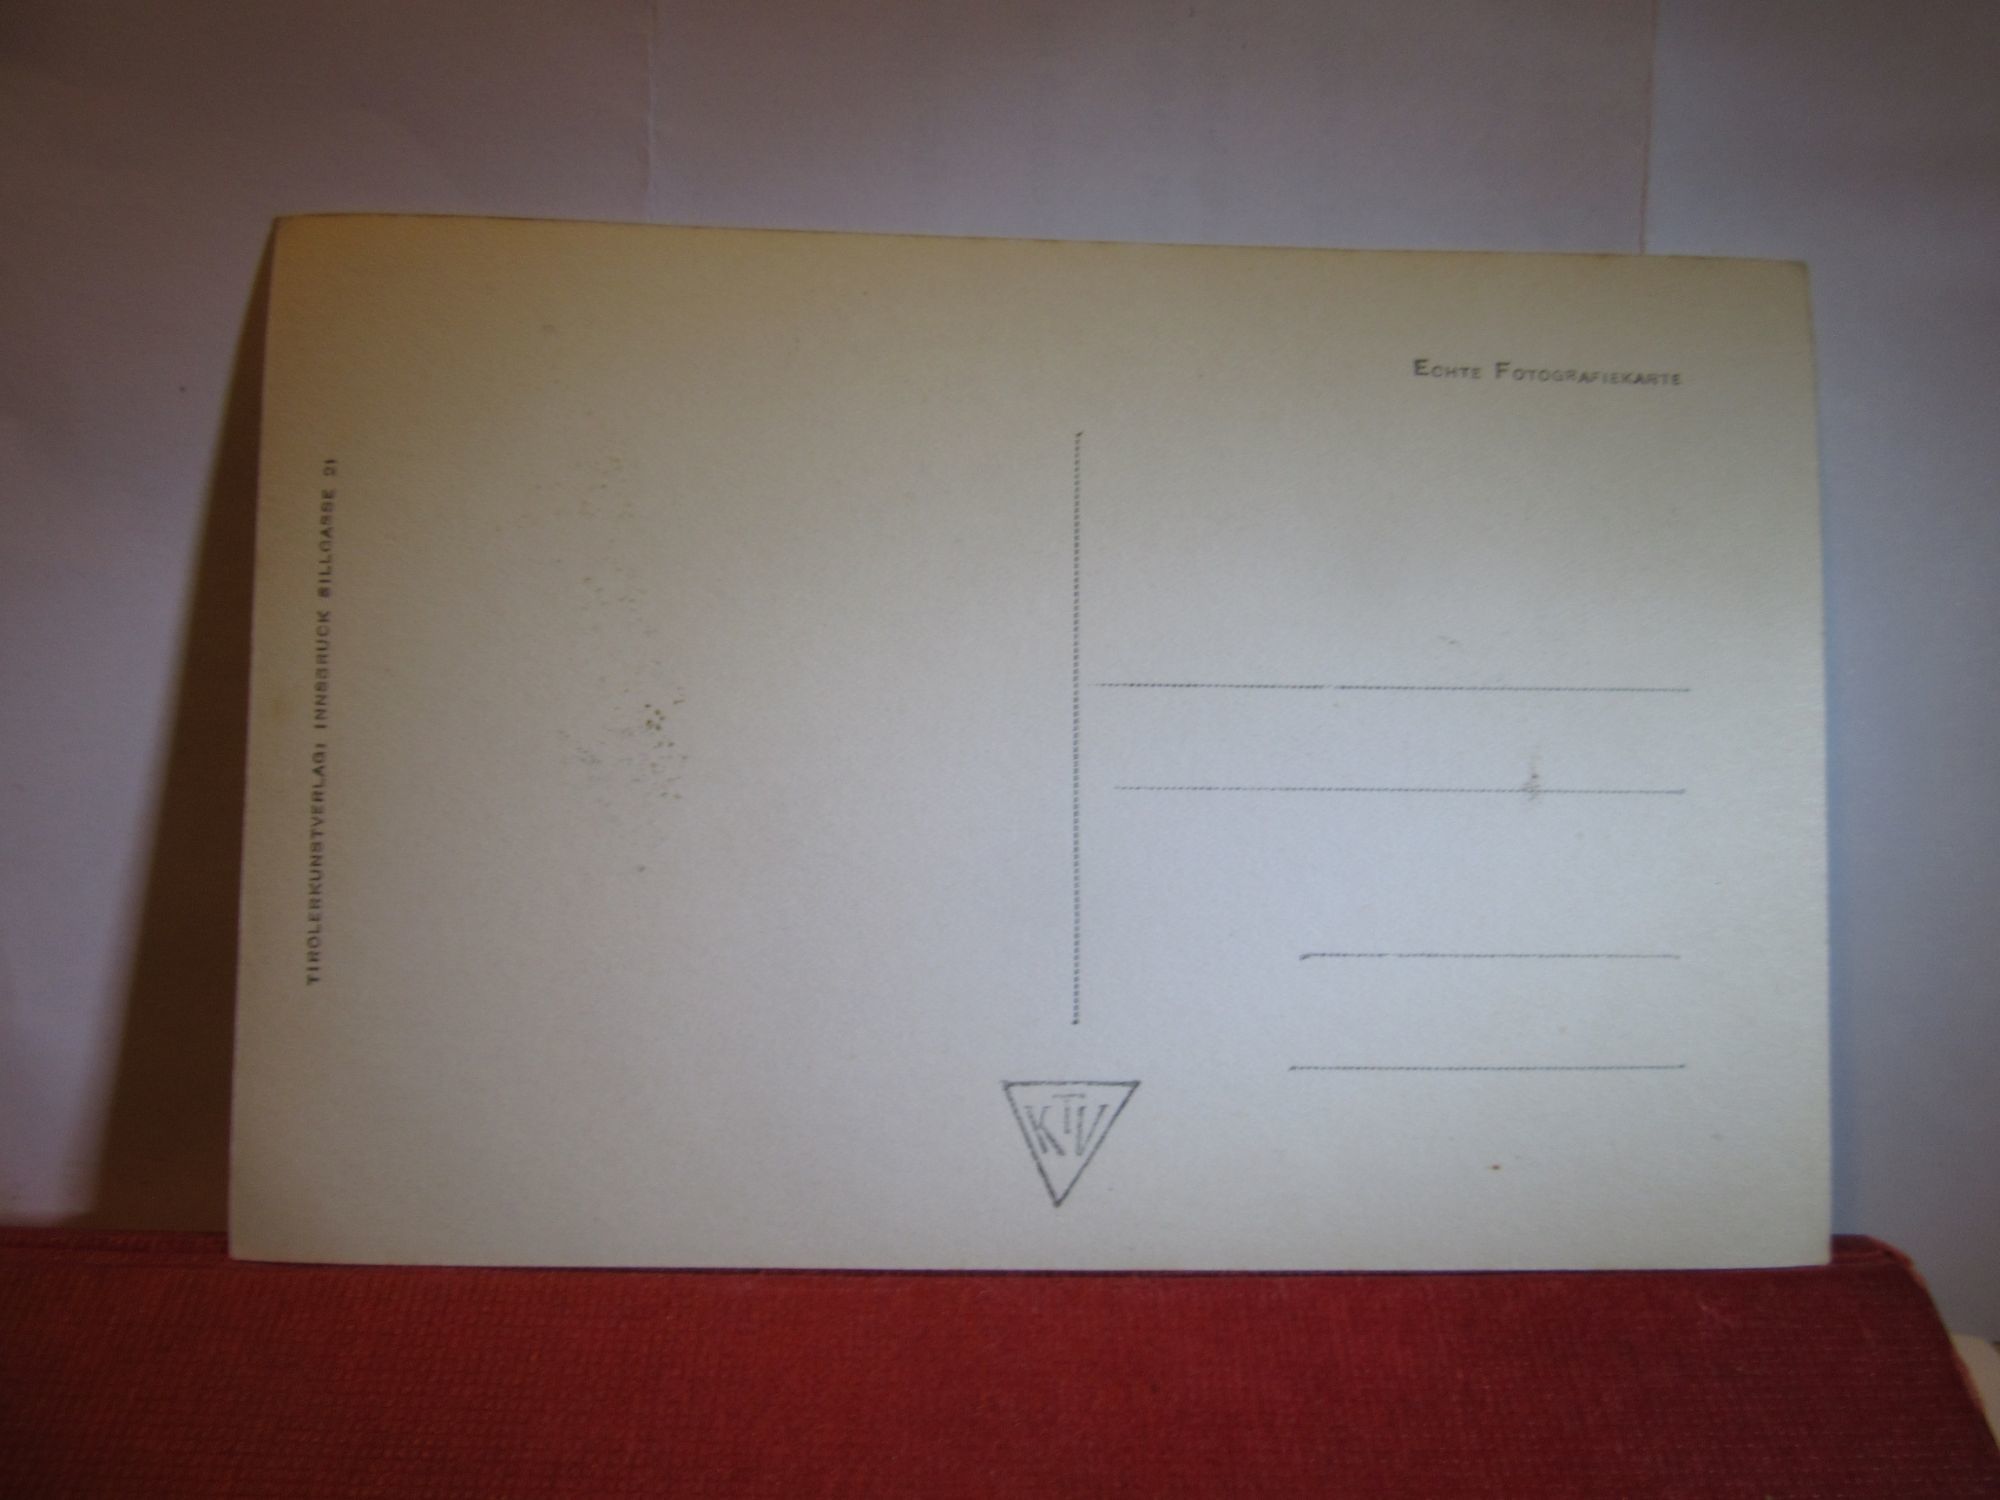 ECHTE FOTOGRAFIEKARTE
TIROLERKUNSTVERLAG! INNSBRUCK SILLGASSE 21
KTV